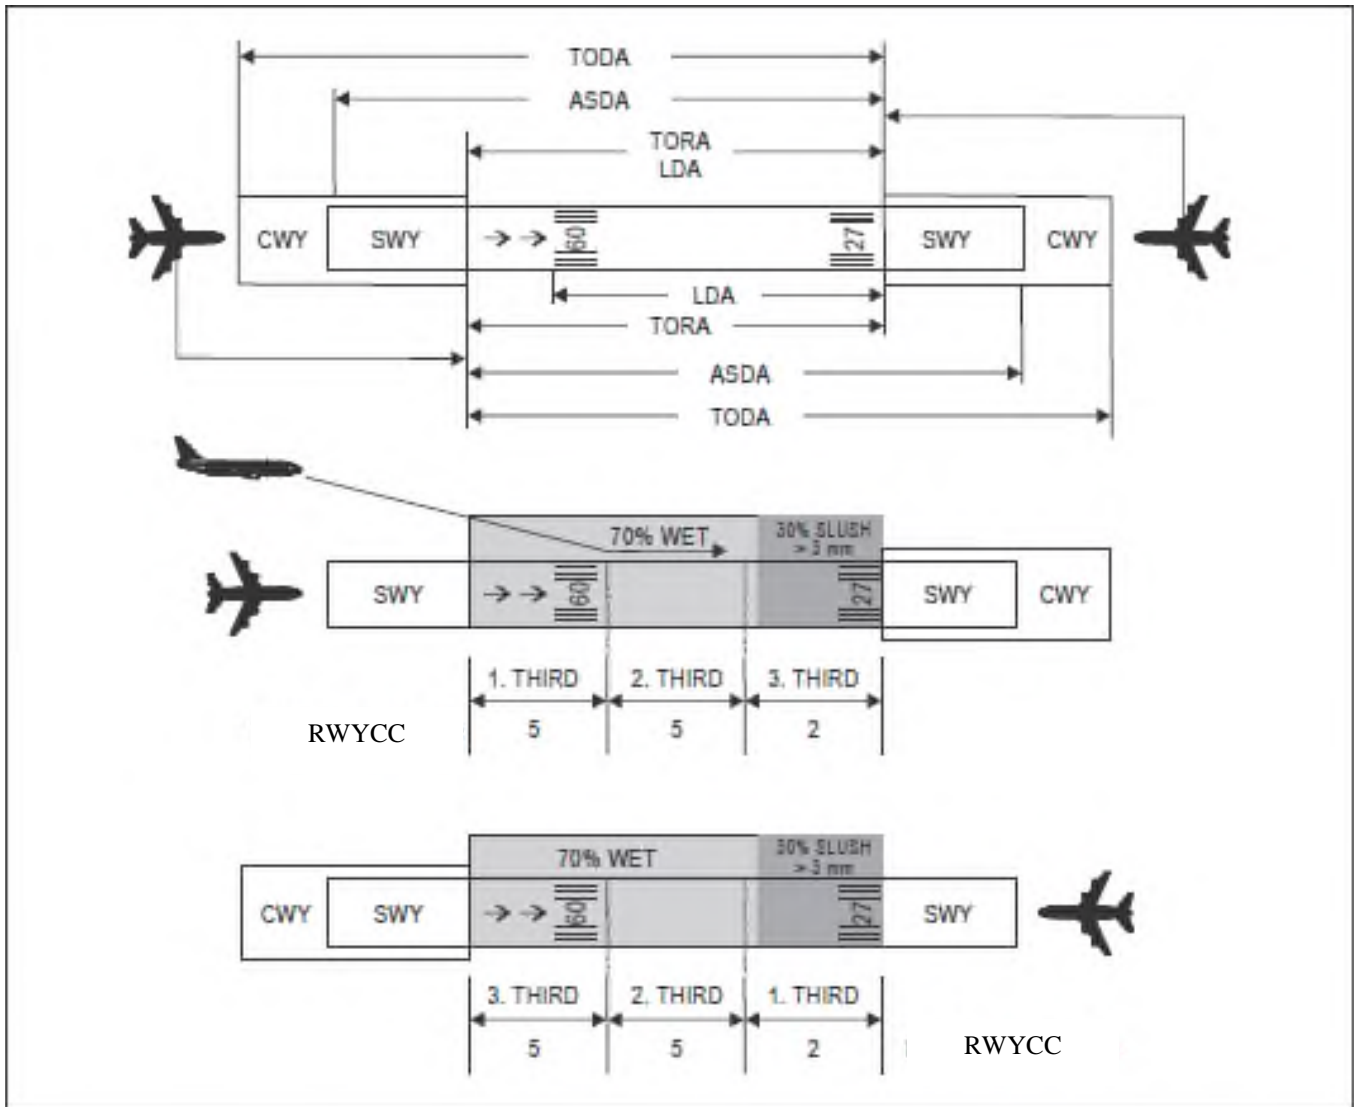 TODA
ASDA
TORA
LDA
CWY SWY 09 27 SWY CWY
LDA
TORA
ASDA
TODA
70% WET 30% SLUSH
> 3 mm
SWY 09 27 SWY CWY
1. THIRD 2. THIRD 3. THIRD
RWYCC 5 5 2
70% WET 30% SLUSH
> 3 mm
CWY SWY 09 27 SWY
3. THIRD 2. THIRD 1. THIRD
5 5 2 RWYCC